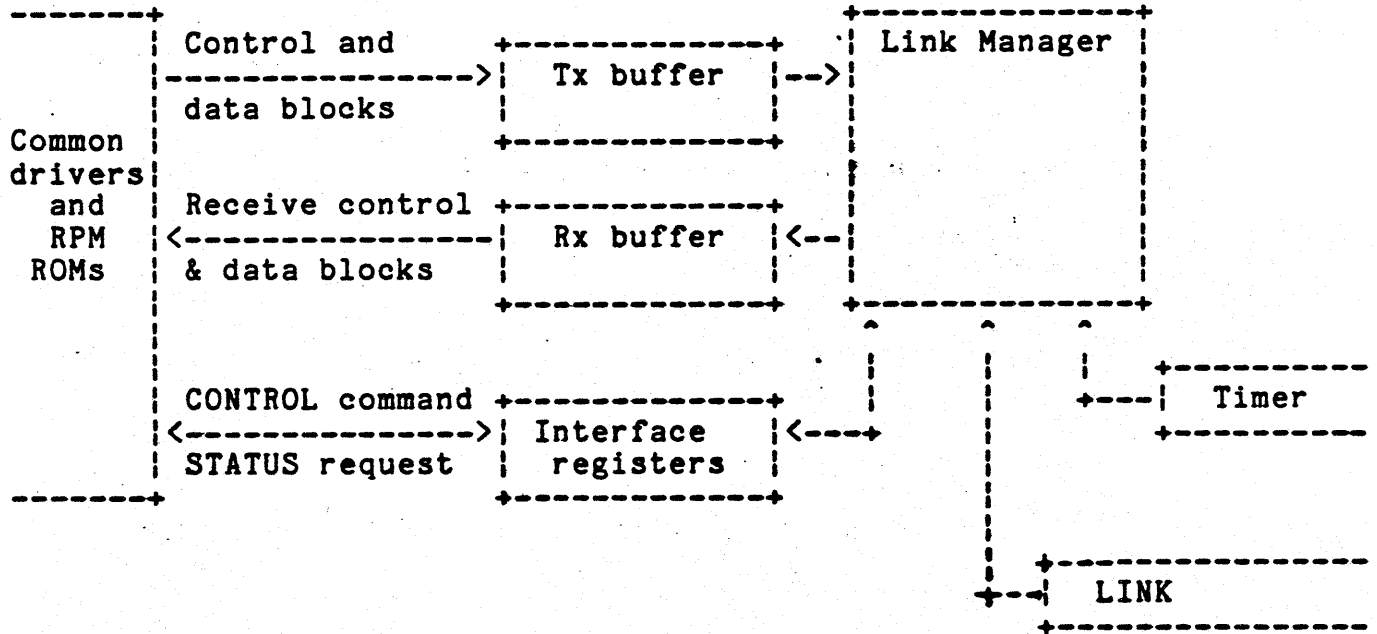 Control and
data blocks
Tx buffer
Link Manager
Common
drivers
and
RPM
ROMs
Receive control
& data blocks
Rx buffer
CONTROL command
STATUS request
Interface
registers
Timer
LINK